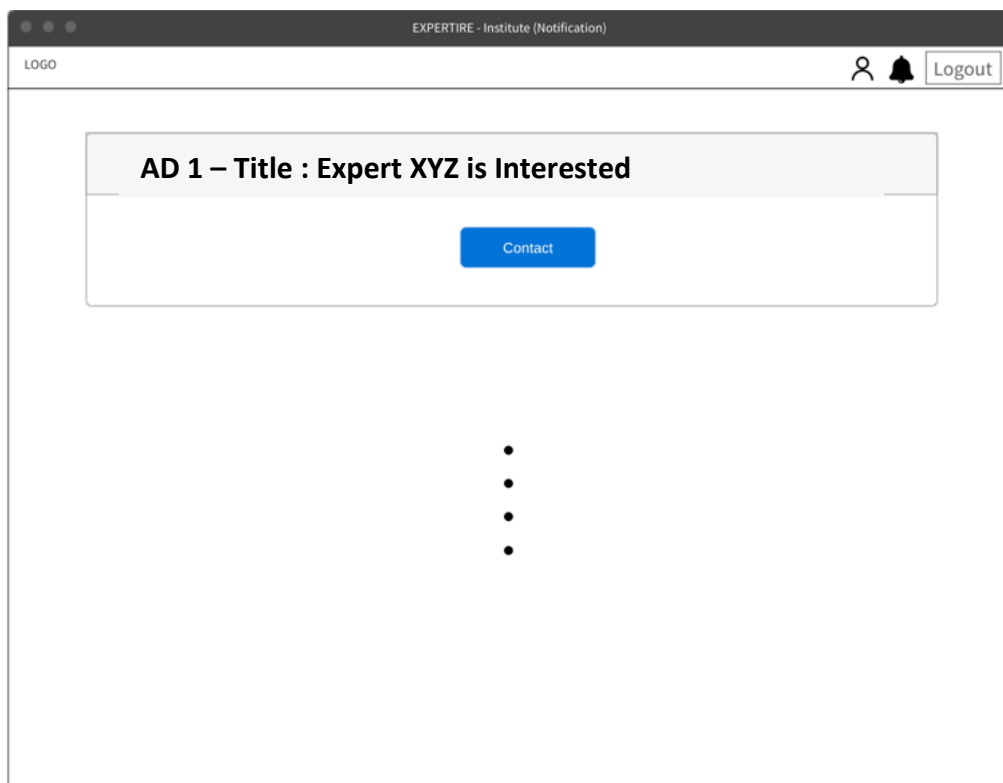 EXPERTIRE - Institute (Notification)
LOGO
Logout
AD 1 – Title : Expert XYZ is Interested
Contact